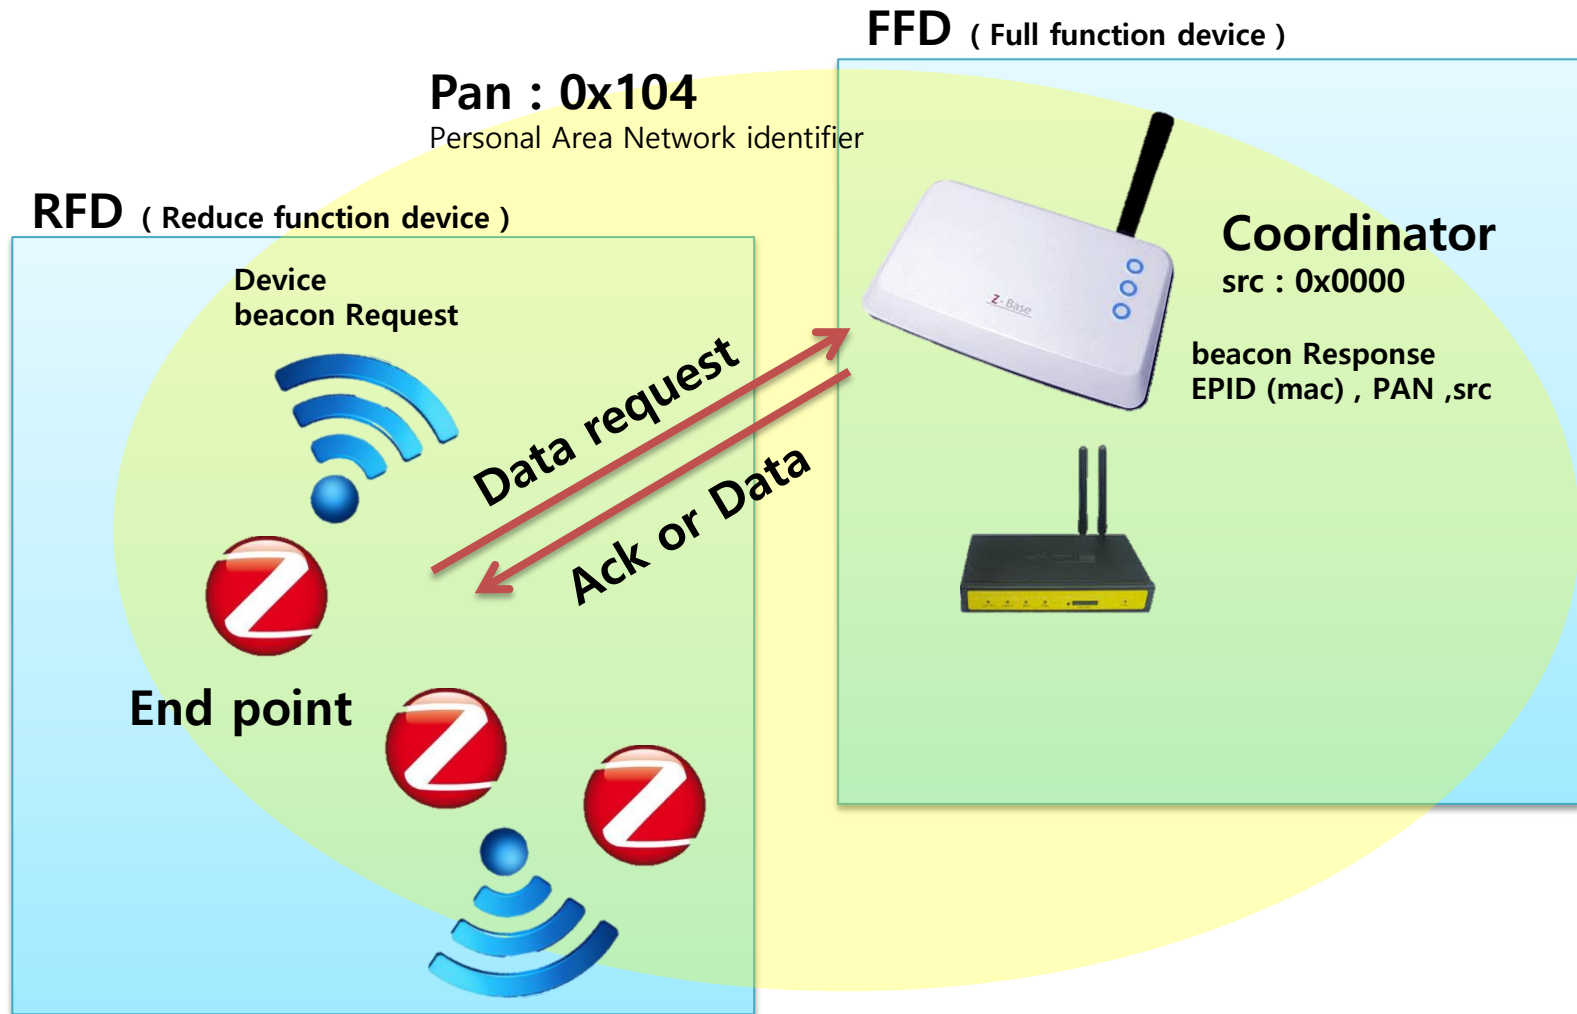 FFD ( Full function device )
Pan : 0x104
Personal Area Network identifier
RFD ( Reduce function device )
Device
beacon Request
Z-Base
Coordinator
src : 0x0000
beacon Response
EPID (mac) , PAN ,src
Data request
Ack or Data
Z
End point
Z
Z